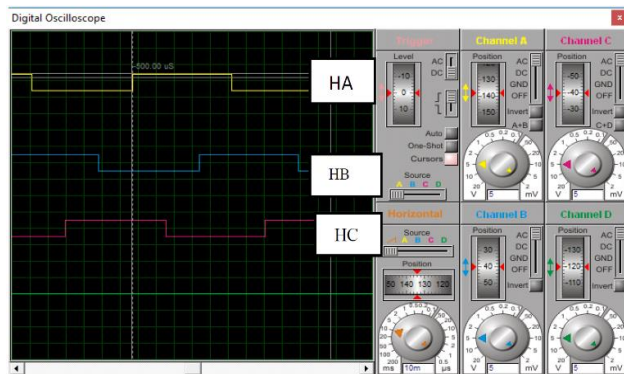 Digital Oscilloscope
-500.00 uS
HA
HB
HC
Trigger
Level
-10
0
10
AC
DC
Auto
One-Shot
Cursors
Source
A B C D
Channel A
Position
130
-140
-150
AC
DC
GND
OFF
Invert
A+B
V 5 mV
Channel C
Position
-50
-40
-30
AC
DC
GND
OFF
Invert
C+D
V 5 mV
Horizontal
Source
A B C D
Position
50 140 130 120
ms 10m µs
Channel B
Position
30
40
50
AC
DC
GND
OFF
Invert
V 5 mV
Channel D
Position
-130
-120
-110
AC
DC
GND
OFF
Invert
V 5 mV